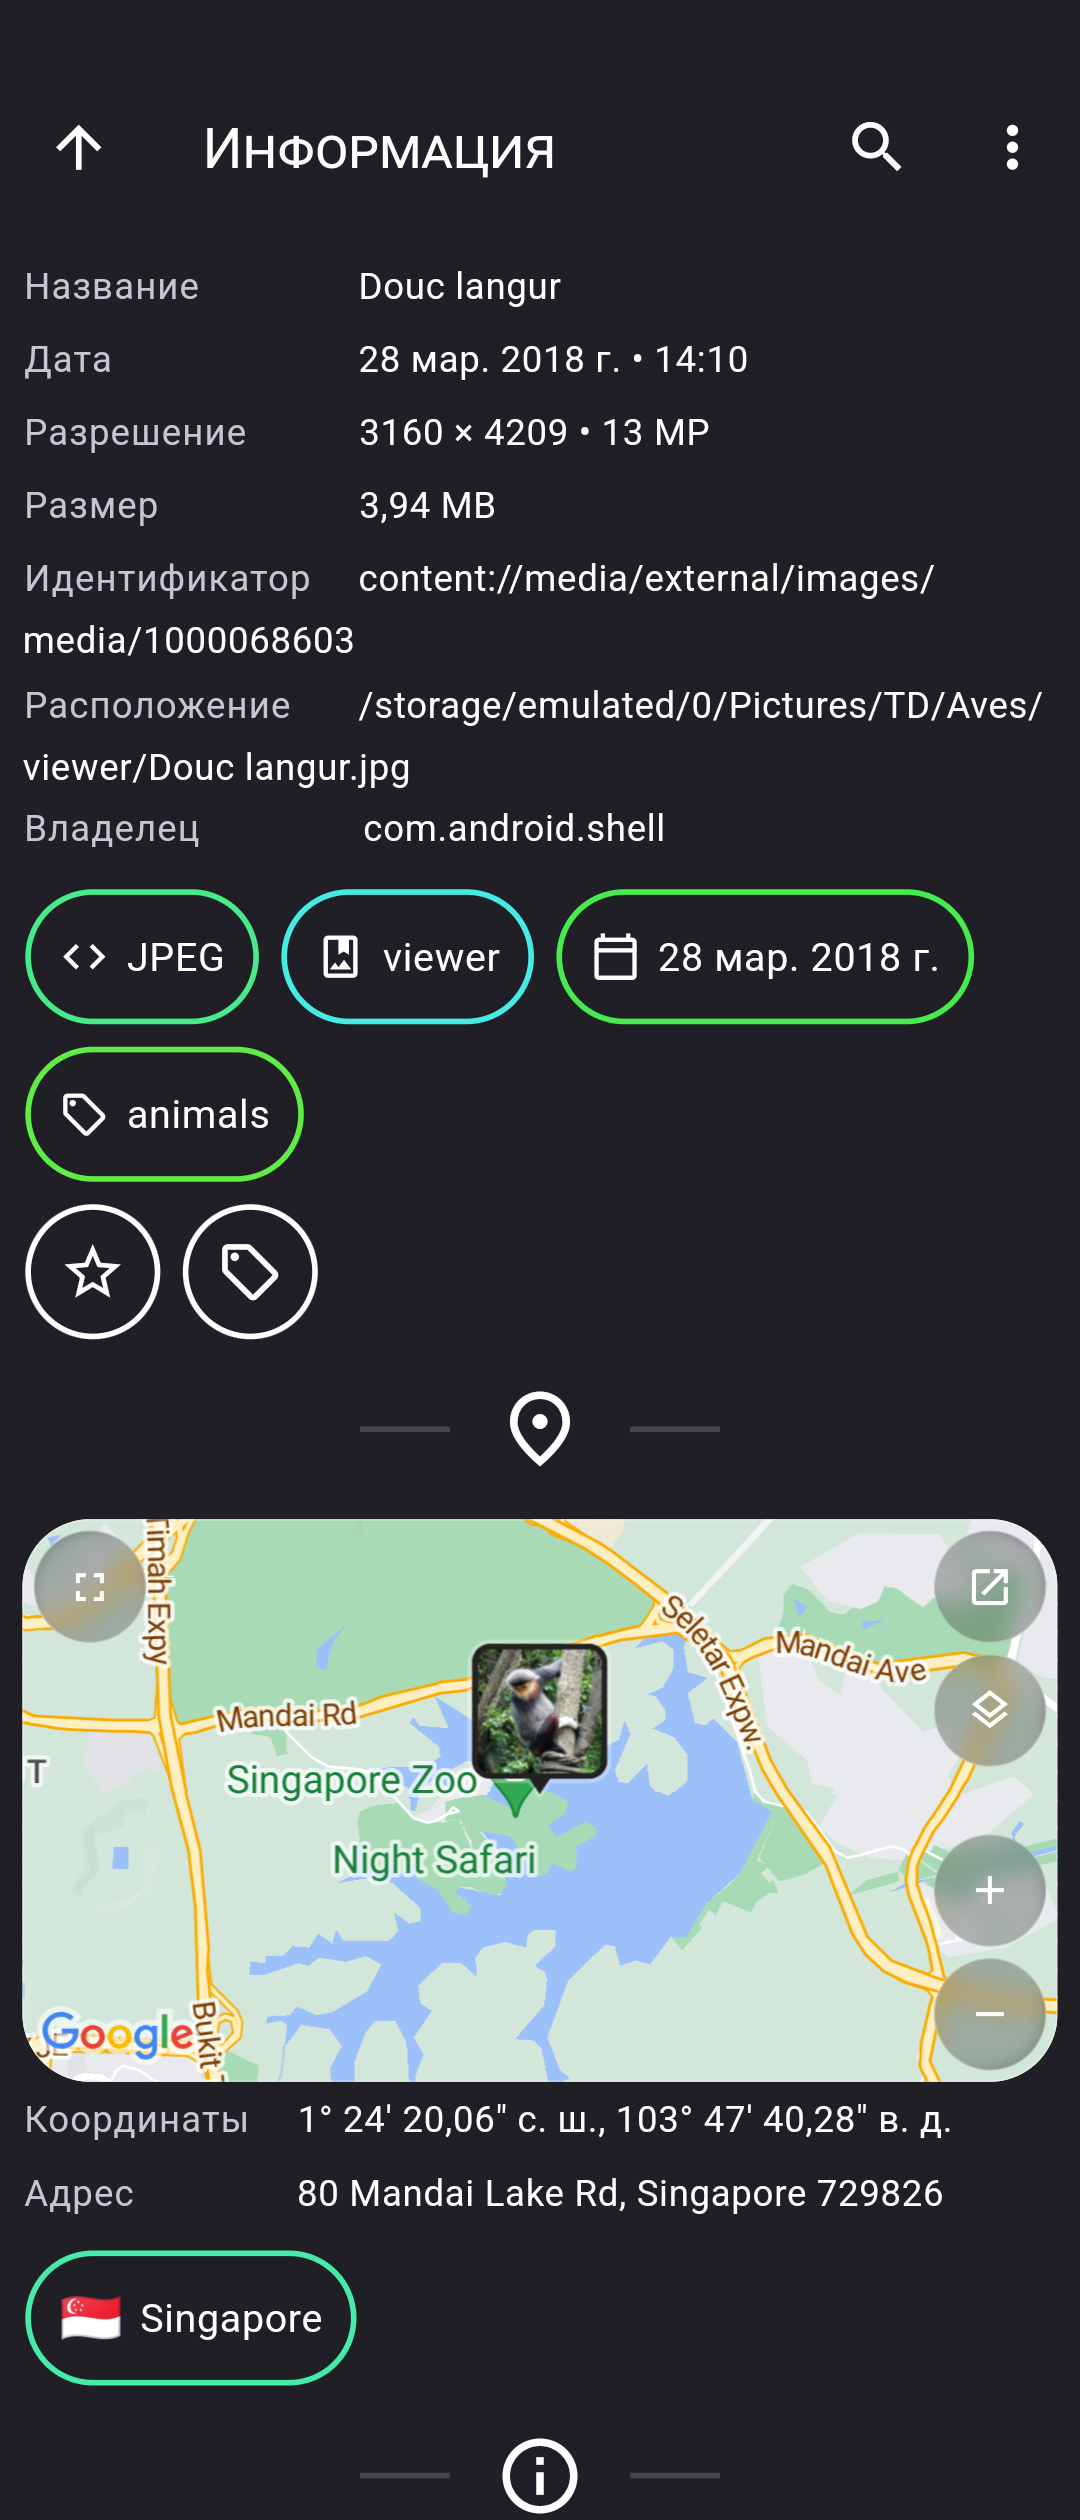 Информация
Название Douc langur
Дата 28 мар. 2018 г. • 14:10
Разрешение 3160 × 4209 • 13 MP
Размер 3,94 MB
Идентификатор content://media/external/images/
media/1000068603
Расположение /storage/emulated/0/Pictures/TD/Aves/
viewer/Douc langur.jpg
Владелец com.android.shell
JPEG viewer 28 мар. 2018 г.
animals
Timah Expy
Seletar Expw.
Mandai Ave
Mandai Rd
T
Singapore Zoo
Night Safari
Google
Bukit
Координаты 1° 24' 20,06" с. ш., 103° 47' 40,28" в. д.
Адрес 80 Mandai Lake Rd, Singapore 729826
Singapore